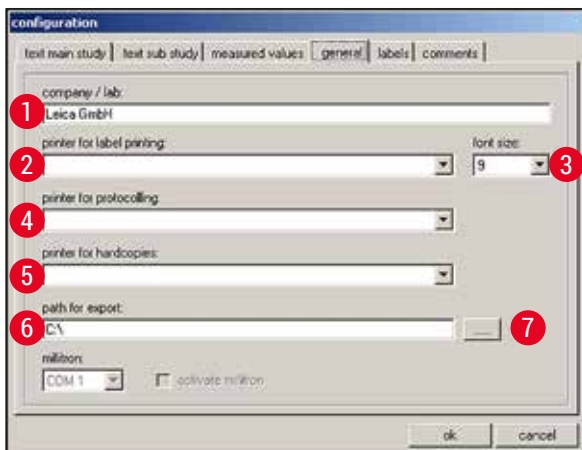 configuration
text main study text sub study measured values general labels comments
company / lab:
1 Leica GmbH
printer for label printing: font size:
2 9 3
printer for protocolling:
4
printer for hardcopies:
5
path for export:
6 C:\ ... 7
millitron:
COM 1 activate millitron
ok cancel